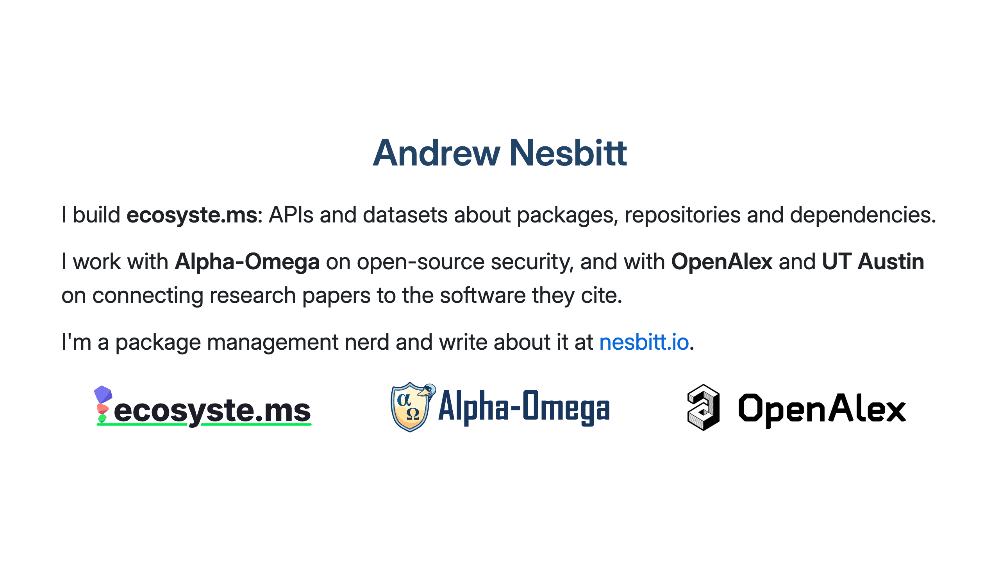 Andrew Nesbitt
I build ecosyste.ms: APIs and datasets about packages, repositories and dependencies.
I work with Alpha-Omega on open-source security, and with OpenAlex and UT Austin
on connecting research papers to the software they cite.
I'm a package management nerd and write about it at nesbitt.io.
ecosyste.ms
α
Ω
Alpha-Omega
OpenAlex